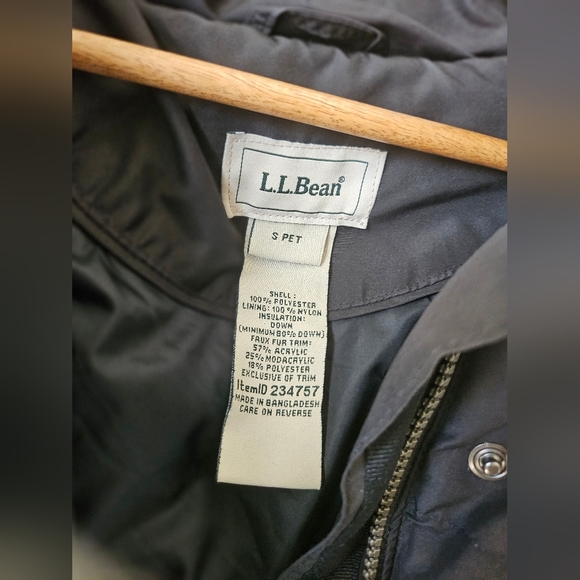 L.L.Bean®
S PET
SHELL:
100% POLYESTER
LINING: 100% NYLON
INSULATION:
DOWN
(MINIMUM 80% DOWN)
FAUX FUR TRIM:
57% ACRYLIC
25% MODACRYLIC
18% POLYESTER
EXCLUSIVE OF TRIM
ItemID 234757
MADE IN BANGLADESH
CARE ON REVERSE